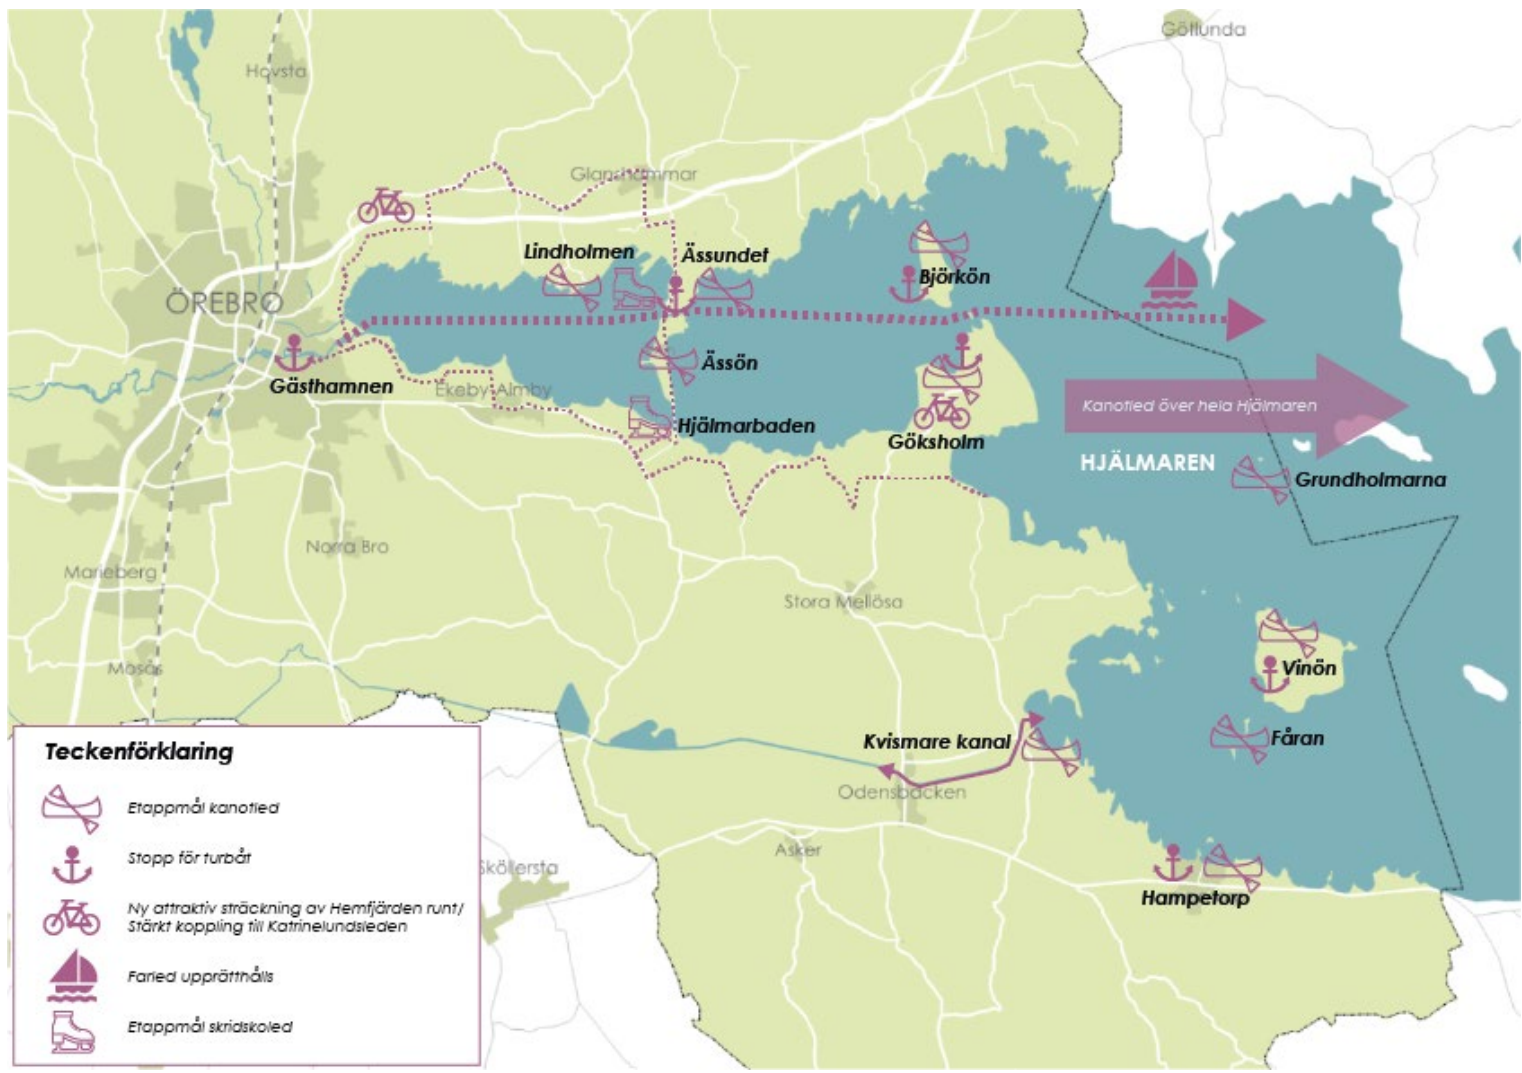 Götlunda
Hovsta
Glanshammar
Lindholmen
Ässundet
Björkön
ÖREBRO
Gästhamnen
Ekeby-Almby
Ässön
Hjälmarbaden
Göksholm
Kanotled över hela Hjälmaren
HJÄLMAREN
Grundholmarna
Norra Bro
Marieberg
Stora Mellösa
Mosås
Vinön
Fåran
Kvismare kanal
Odensbacken
Asker
Sköllersta
Hampetorp
Teckenförklaring
Etappmål kanotled
Stopp för turbåt
Ny attraktiv sträckning av Hemfjärden runt/
Stärkt koppling till Katrinelundsleden
Farled upprätthålls
Etappmål skridskoled